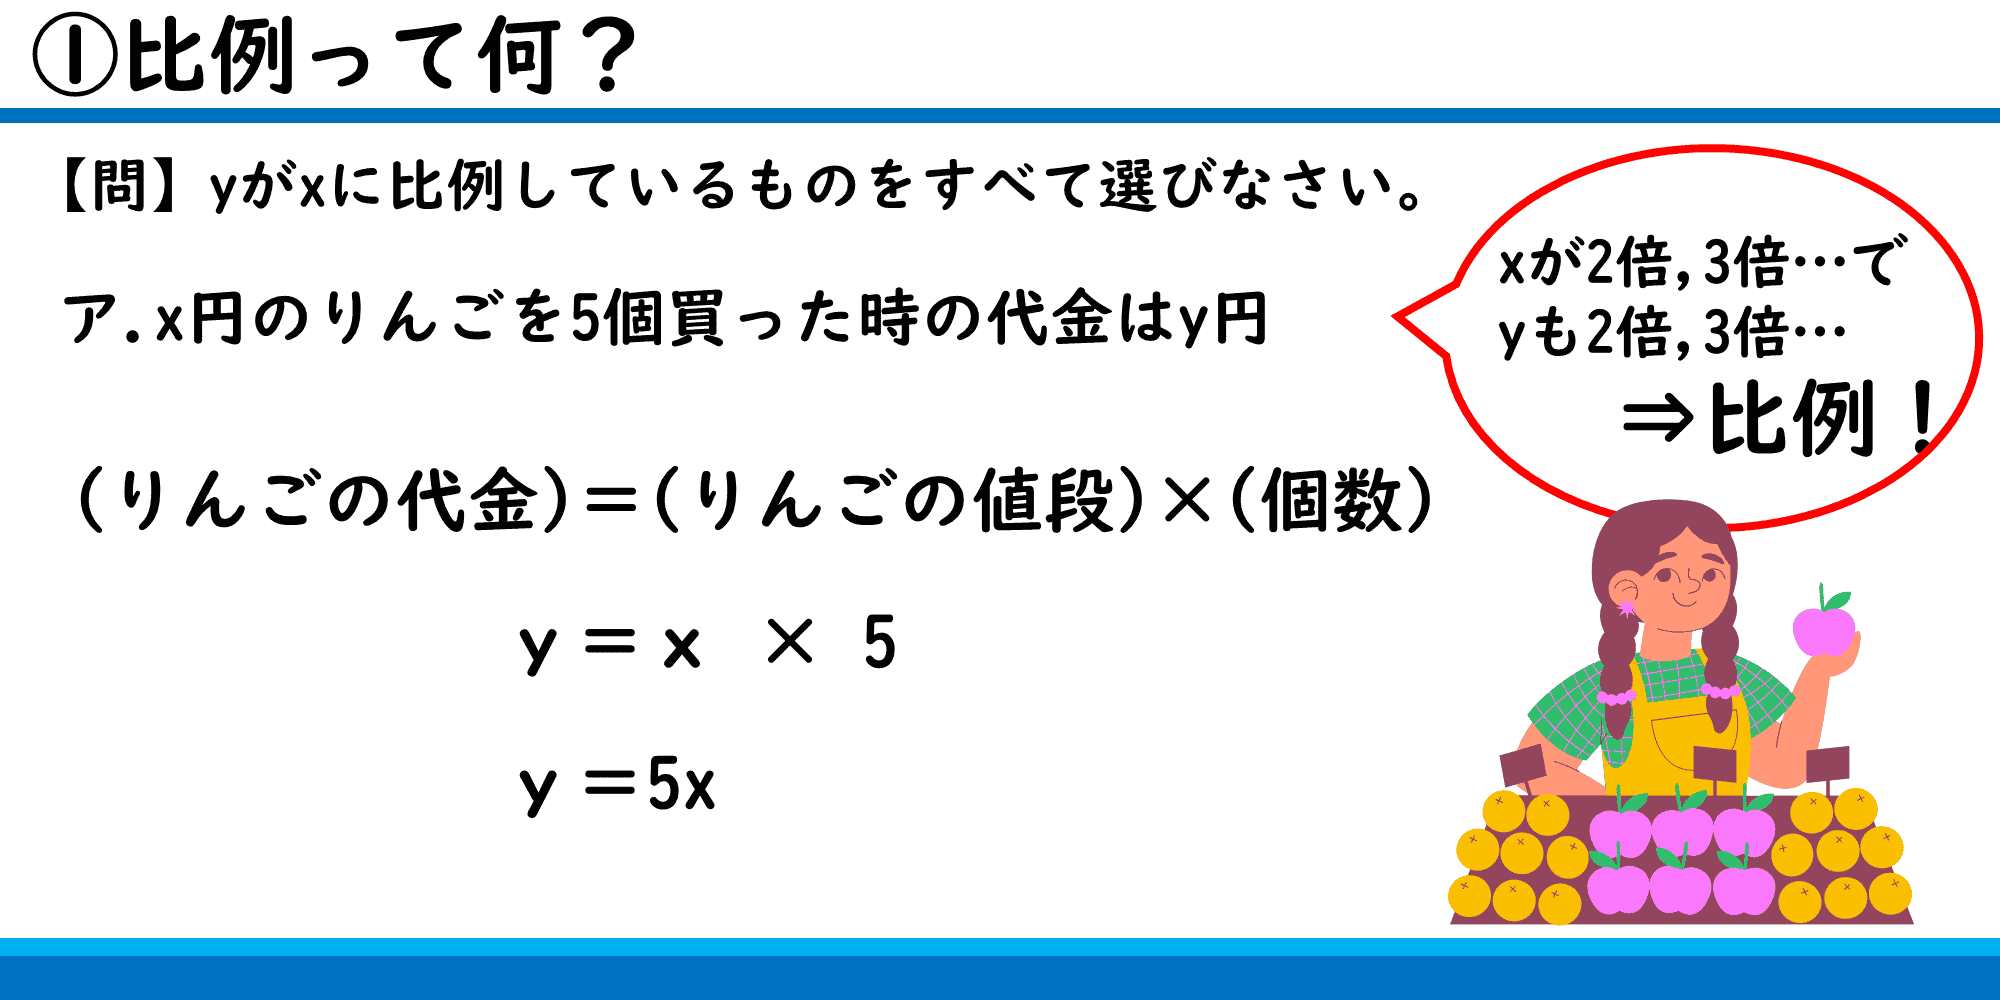 ①比例って何？
【問】yがxに比例しているものをすべて選びなさい。
ア.x円のりんごを5個買った時の代金はy円
xが2倍,3倍…で
yも2倍,3倍…
⇒比例！
(りんごの代金)＝(りんごの値段)×(個数)
y＝x × 5
y＝5x